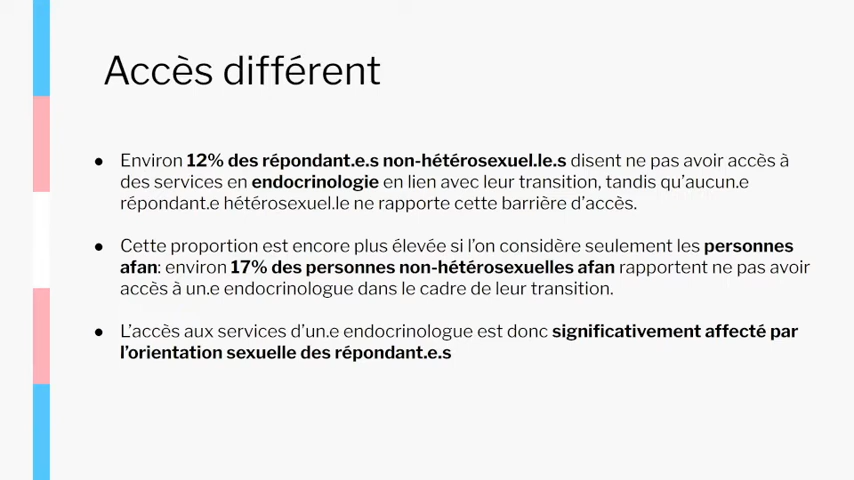 Accès différent
● Environ 12% des répondant.e.s non-hétérosexuel.le.s disent ne pas avoir accès à
des services en endocrinologie en lien avec leur transition, tandis qu’aucun.e
répondant.e hétérosexuel.le ne rapporte cette barrière d’accès.
● Cette proportion est encore plus élevée si l’on considère seulement les personnes
afan: environ 17% des personnes non-hétérosexuelles afan rapportent ne pas avoir
accès à un.e endocrinologue dans le cadre de leur transition.
● L’accès aux services d’un.e endocrinologue est donc significativement affecté par
l’orientation sexuelle des répondant.e.s